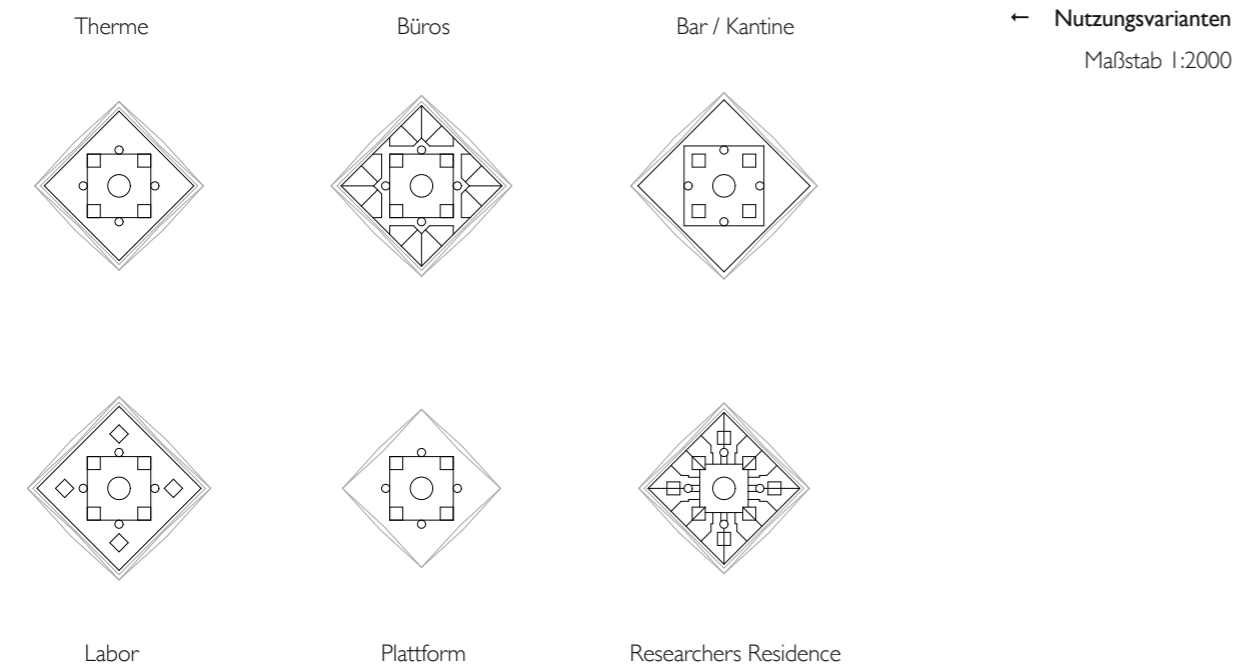 Therme
Büros
Bar / Kantine
← Nutzungsvarianten
Maßstab 1:2000
Labor
Plattform
Researchers Residence